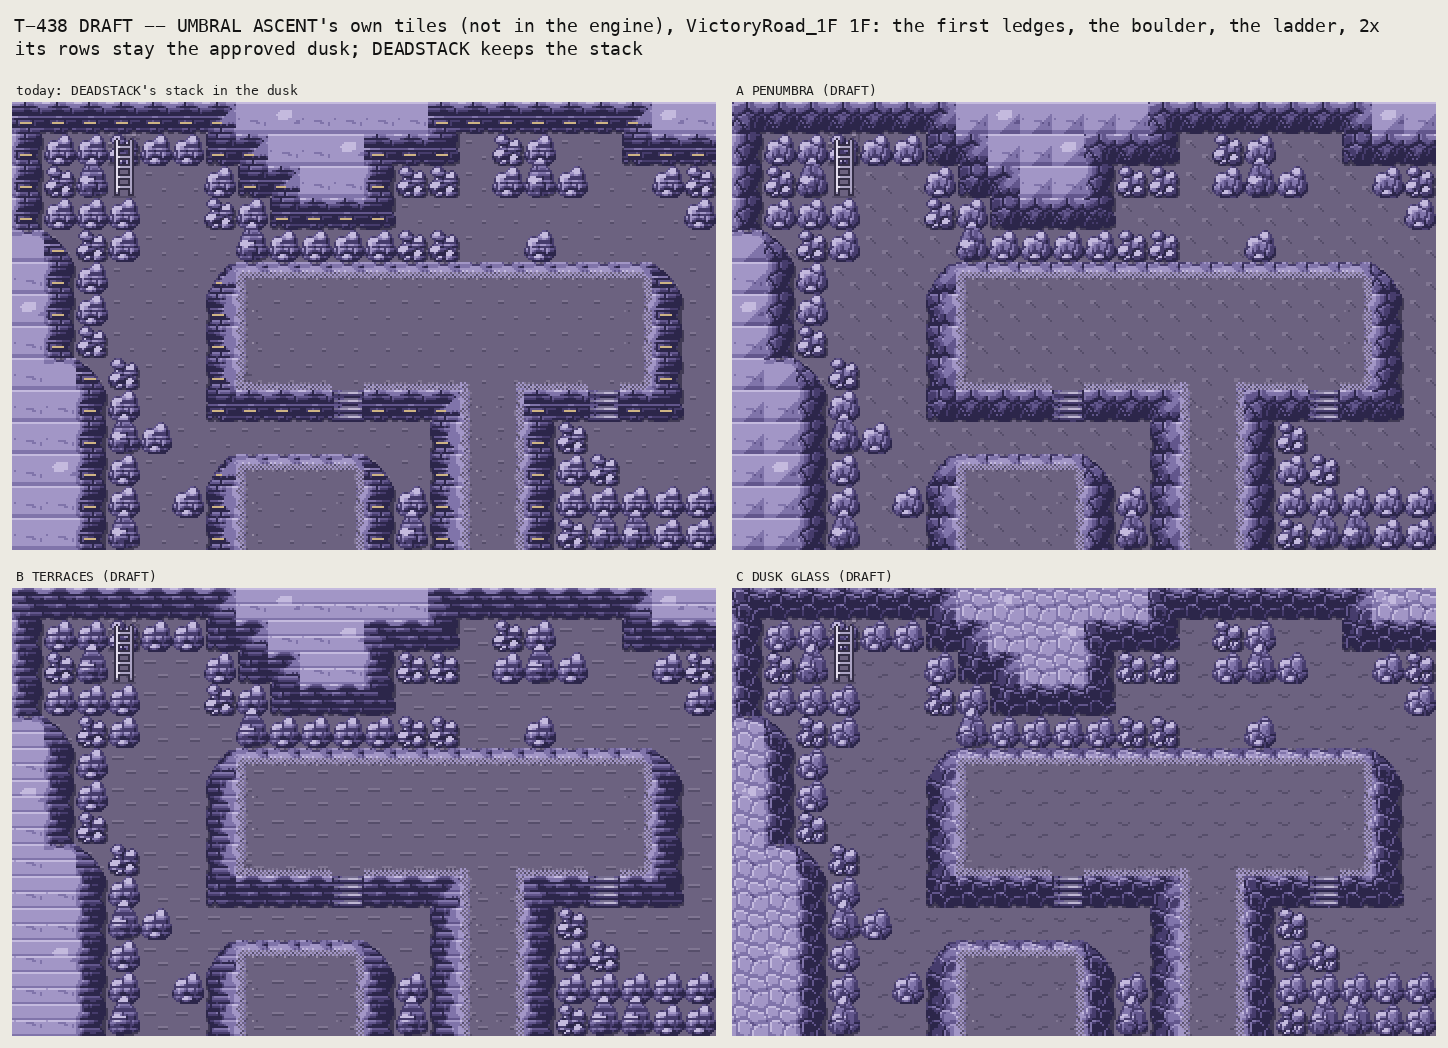 T-438 DRAFT -- UMBRAL ASCENT's own tiles (not in the engine), VictoryRoad_1F 1F: the first ledges, the boulder, the ladder, 2x
its rows stay the approved dusk; DEADSTACK keeps the stack
today: DEADSTACK's stack in the dusk
A PENUMBRA (DRAFT)
B TERRACES (DRAFT)
C DUSK GLASS (DRAFT)